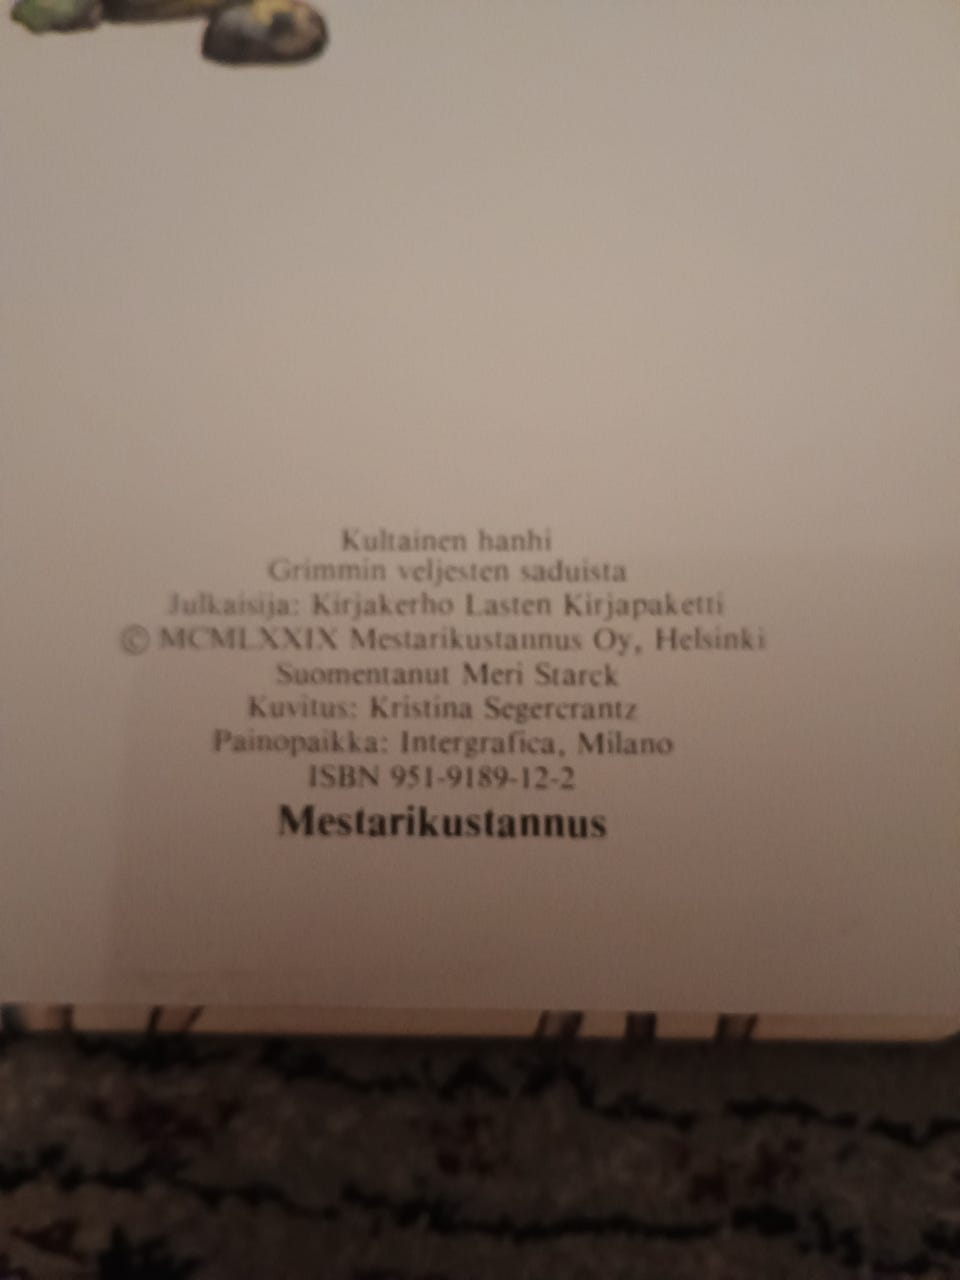 Kultainen hanhi
Grimmin veljesten saduista
Julkaisija: Kirjakerho Lasten Kirjapaketti
© MCMLXXIX Mestarikustannus Oy, Helsinki
Suomentanut Meri Starck
Kuvitus: Kristina Segercrantz
Painopaikka: Intergrafica, Milano
ISBN 951-9189-12-2
Mestarikustannus